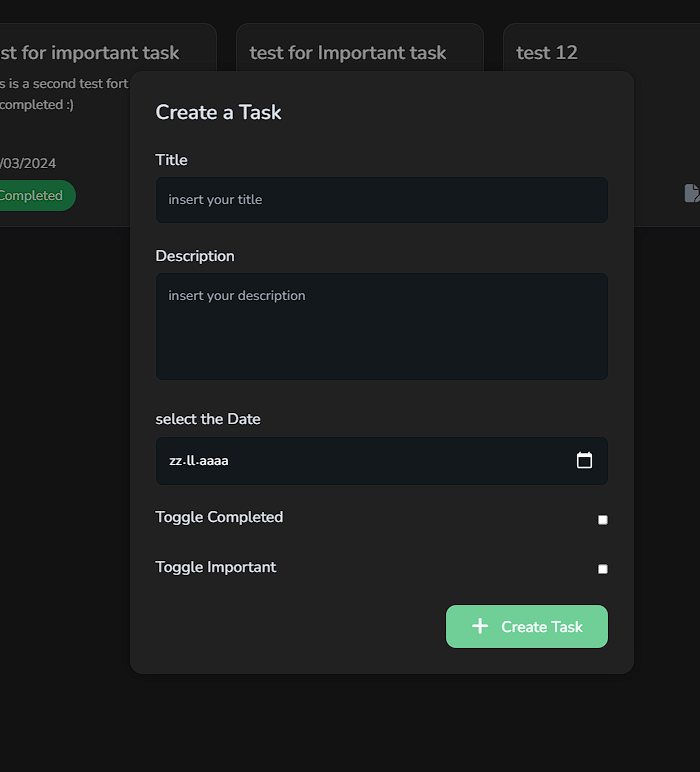 st for important task
test for Important task
test 12
s is a second test fort
completed :)
/03/2024
Completed
Create a Task
Title
insert your title
Description
insert your description
select the Date
zz.ll.aaaa
Toggle Completed
Toggle Important
Create Task